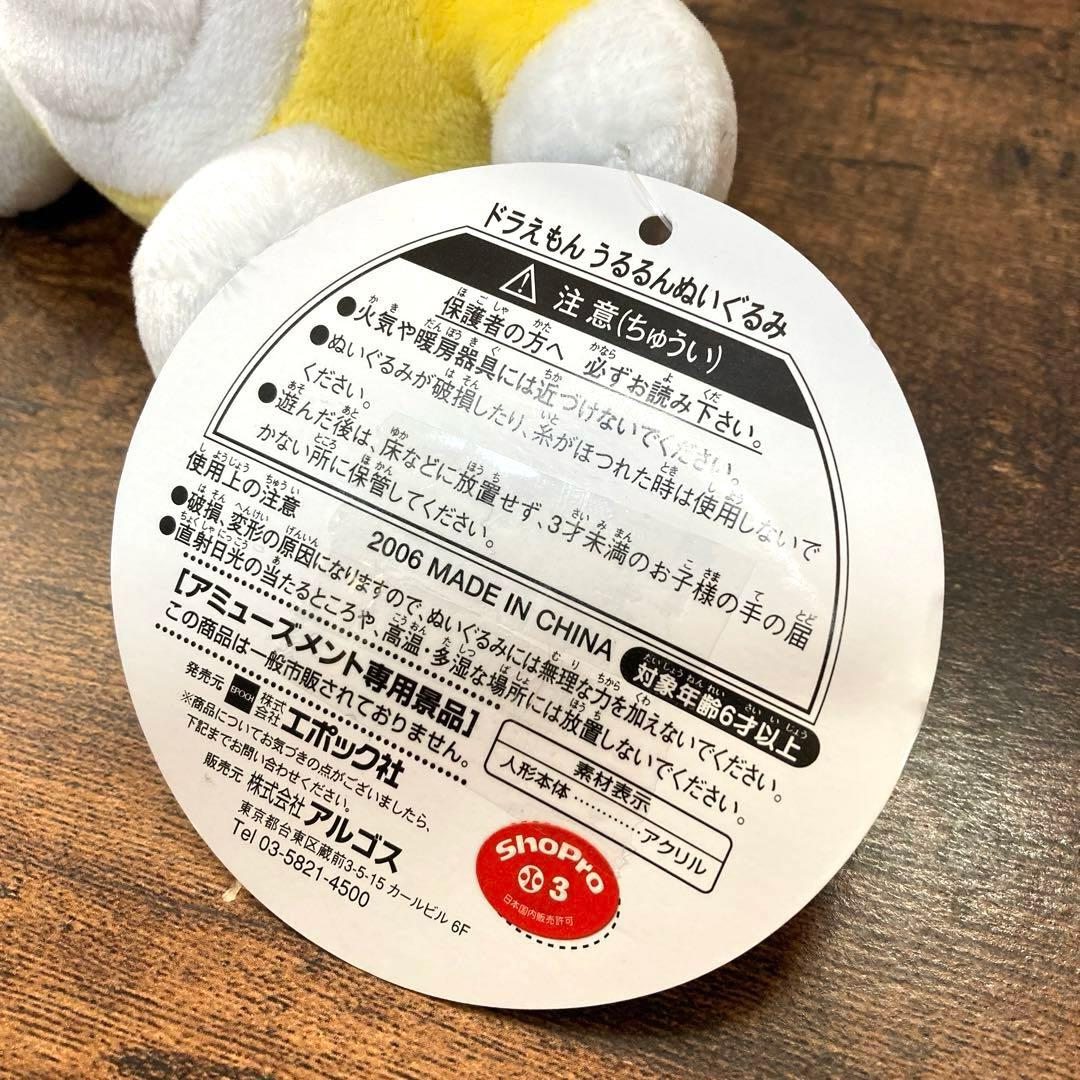 ドラえもん うるるんぬいぐるみ
注意(ちゅうい)
保護者の方へ 必ずお読み下さい。
●火気や暖房器具には近づけないでください。
●ぬいぐるみが破損したり、糸がほつれた時は使用しないで
ください。
●遊んだ後は、床などに放置せず、3才未満のお子様の手の届
かない所に保管してください。
2006 MADE IN CHINA
対象年齢6才以上
使用上の注意
●破損、変形の原因になりますので、ぬいぐるみには無理な力を加えないでください。
●直射日光の当たるところや、高温・多湿な場所には放置しないでください。
[アミューズメント専用景品]
この商品は一般市販されておりません。
発売元 EPOCH 株式会社 エポック社
※商品についてお気づきの点がございましたら、
下記までお問い合わせください。
販売元 株式会社 アルゴス
東京都台東区蔵前3-5-15 カールビル 6F
Tel 03-5821-4500
素材表示
人形本体…………アクリル
ShoPro
3
日本国内販売許可